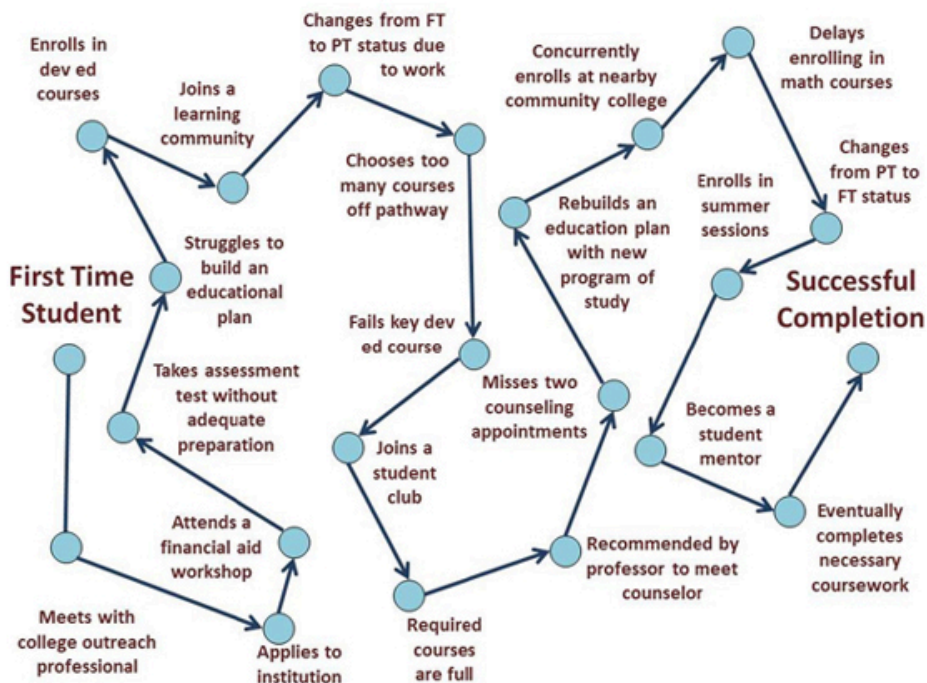 First Time
Student
Meets with
college outreach
professional
Applies to
institution
Attends a
financial aid
workshop
Takes assessment
test without
adequate
preparation
Struggles to
build an
educational
plan
Enrolls in
dev ed
courses
Joins a
learning
community
Changes from FT
to PT status due
to work
Chooses too
many courses
off pathway
Fails key dev
ed course
Joins a
student
club
Required
courses
are full
Recommended by
professor to meet
counselor
Misses two
counseling
appointments
Rebuilds an
education plan
with new
program of
study
Concurrently
enrolls at nearby
community college
Delays
enrolling in
math courses
Changes
from PT to
FT status
Enrolls in
summer
sessions
Becomes a
student
mentor
Eventually
completes
necessary
coursework
Successful
Completion